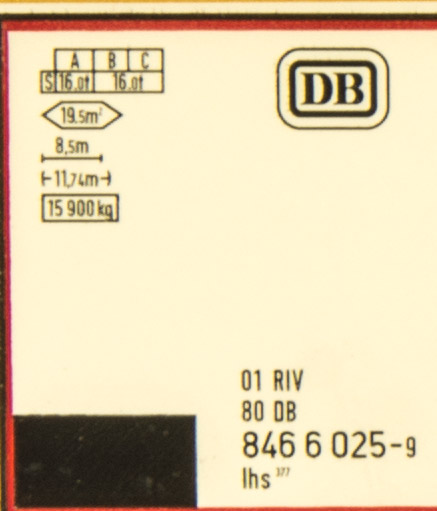 A B C
S 16.0t 16.0t
19.5m²
8,5m
11,74m
15 900 kg
DB
01 RIV
80 DB
846 6 025-9
Ihs 377